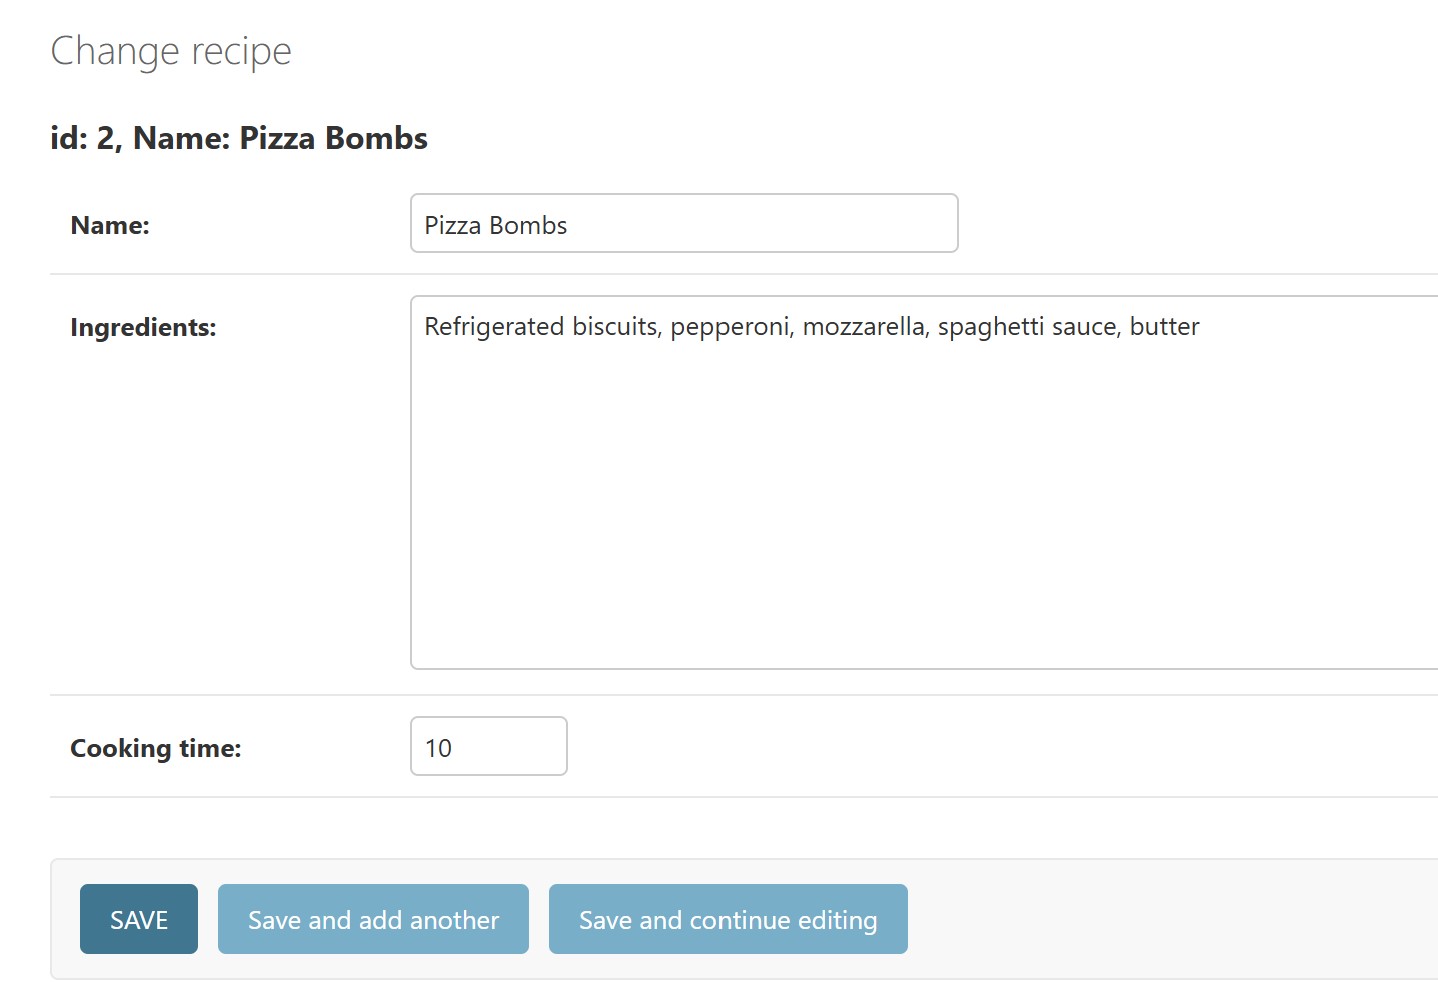 Change recipe
id: 2, Name: Pizza Bombs
Name:
Pizza Bombs
Ingredients:
Refrigerated biscuits, pepperoni, mozzarella, spaghetti sauce, butter
Cooking time:
10
SAVE
Save and add another
Save and continue editing